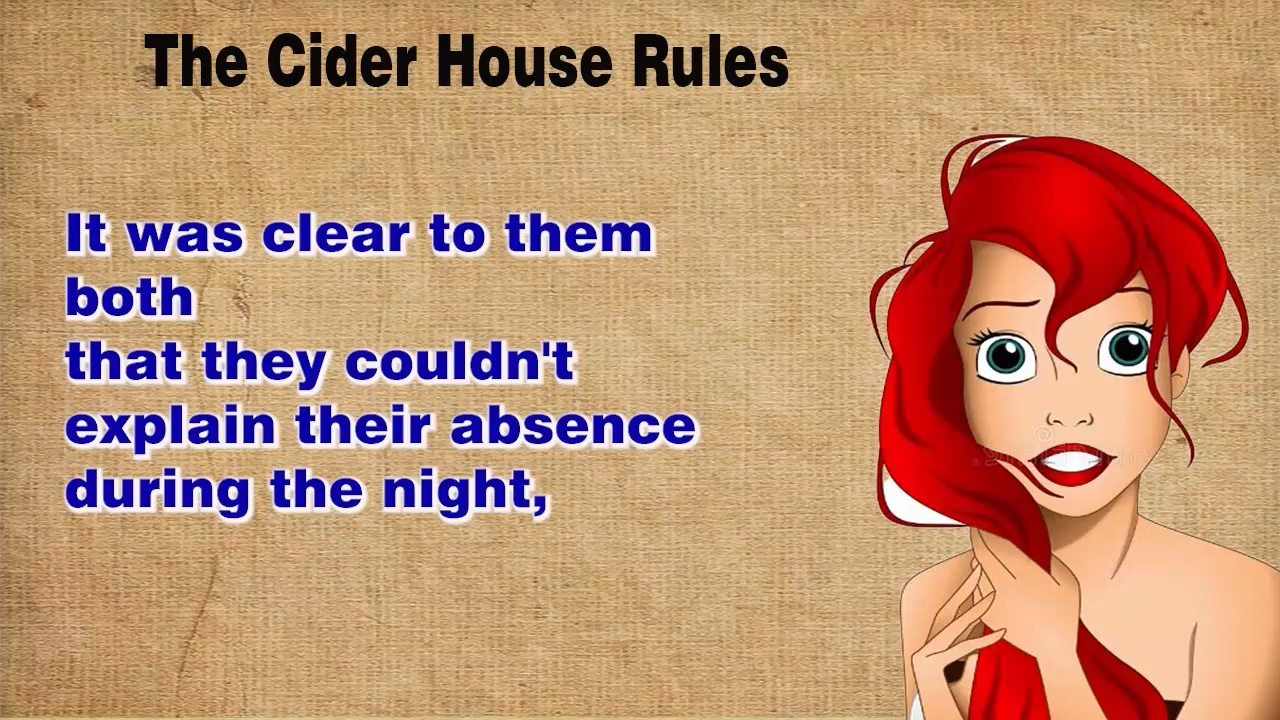 The Cider House Rules
It was clear to them
both
that they couldn't
explain their absence
during the night,